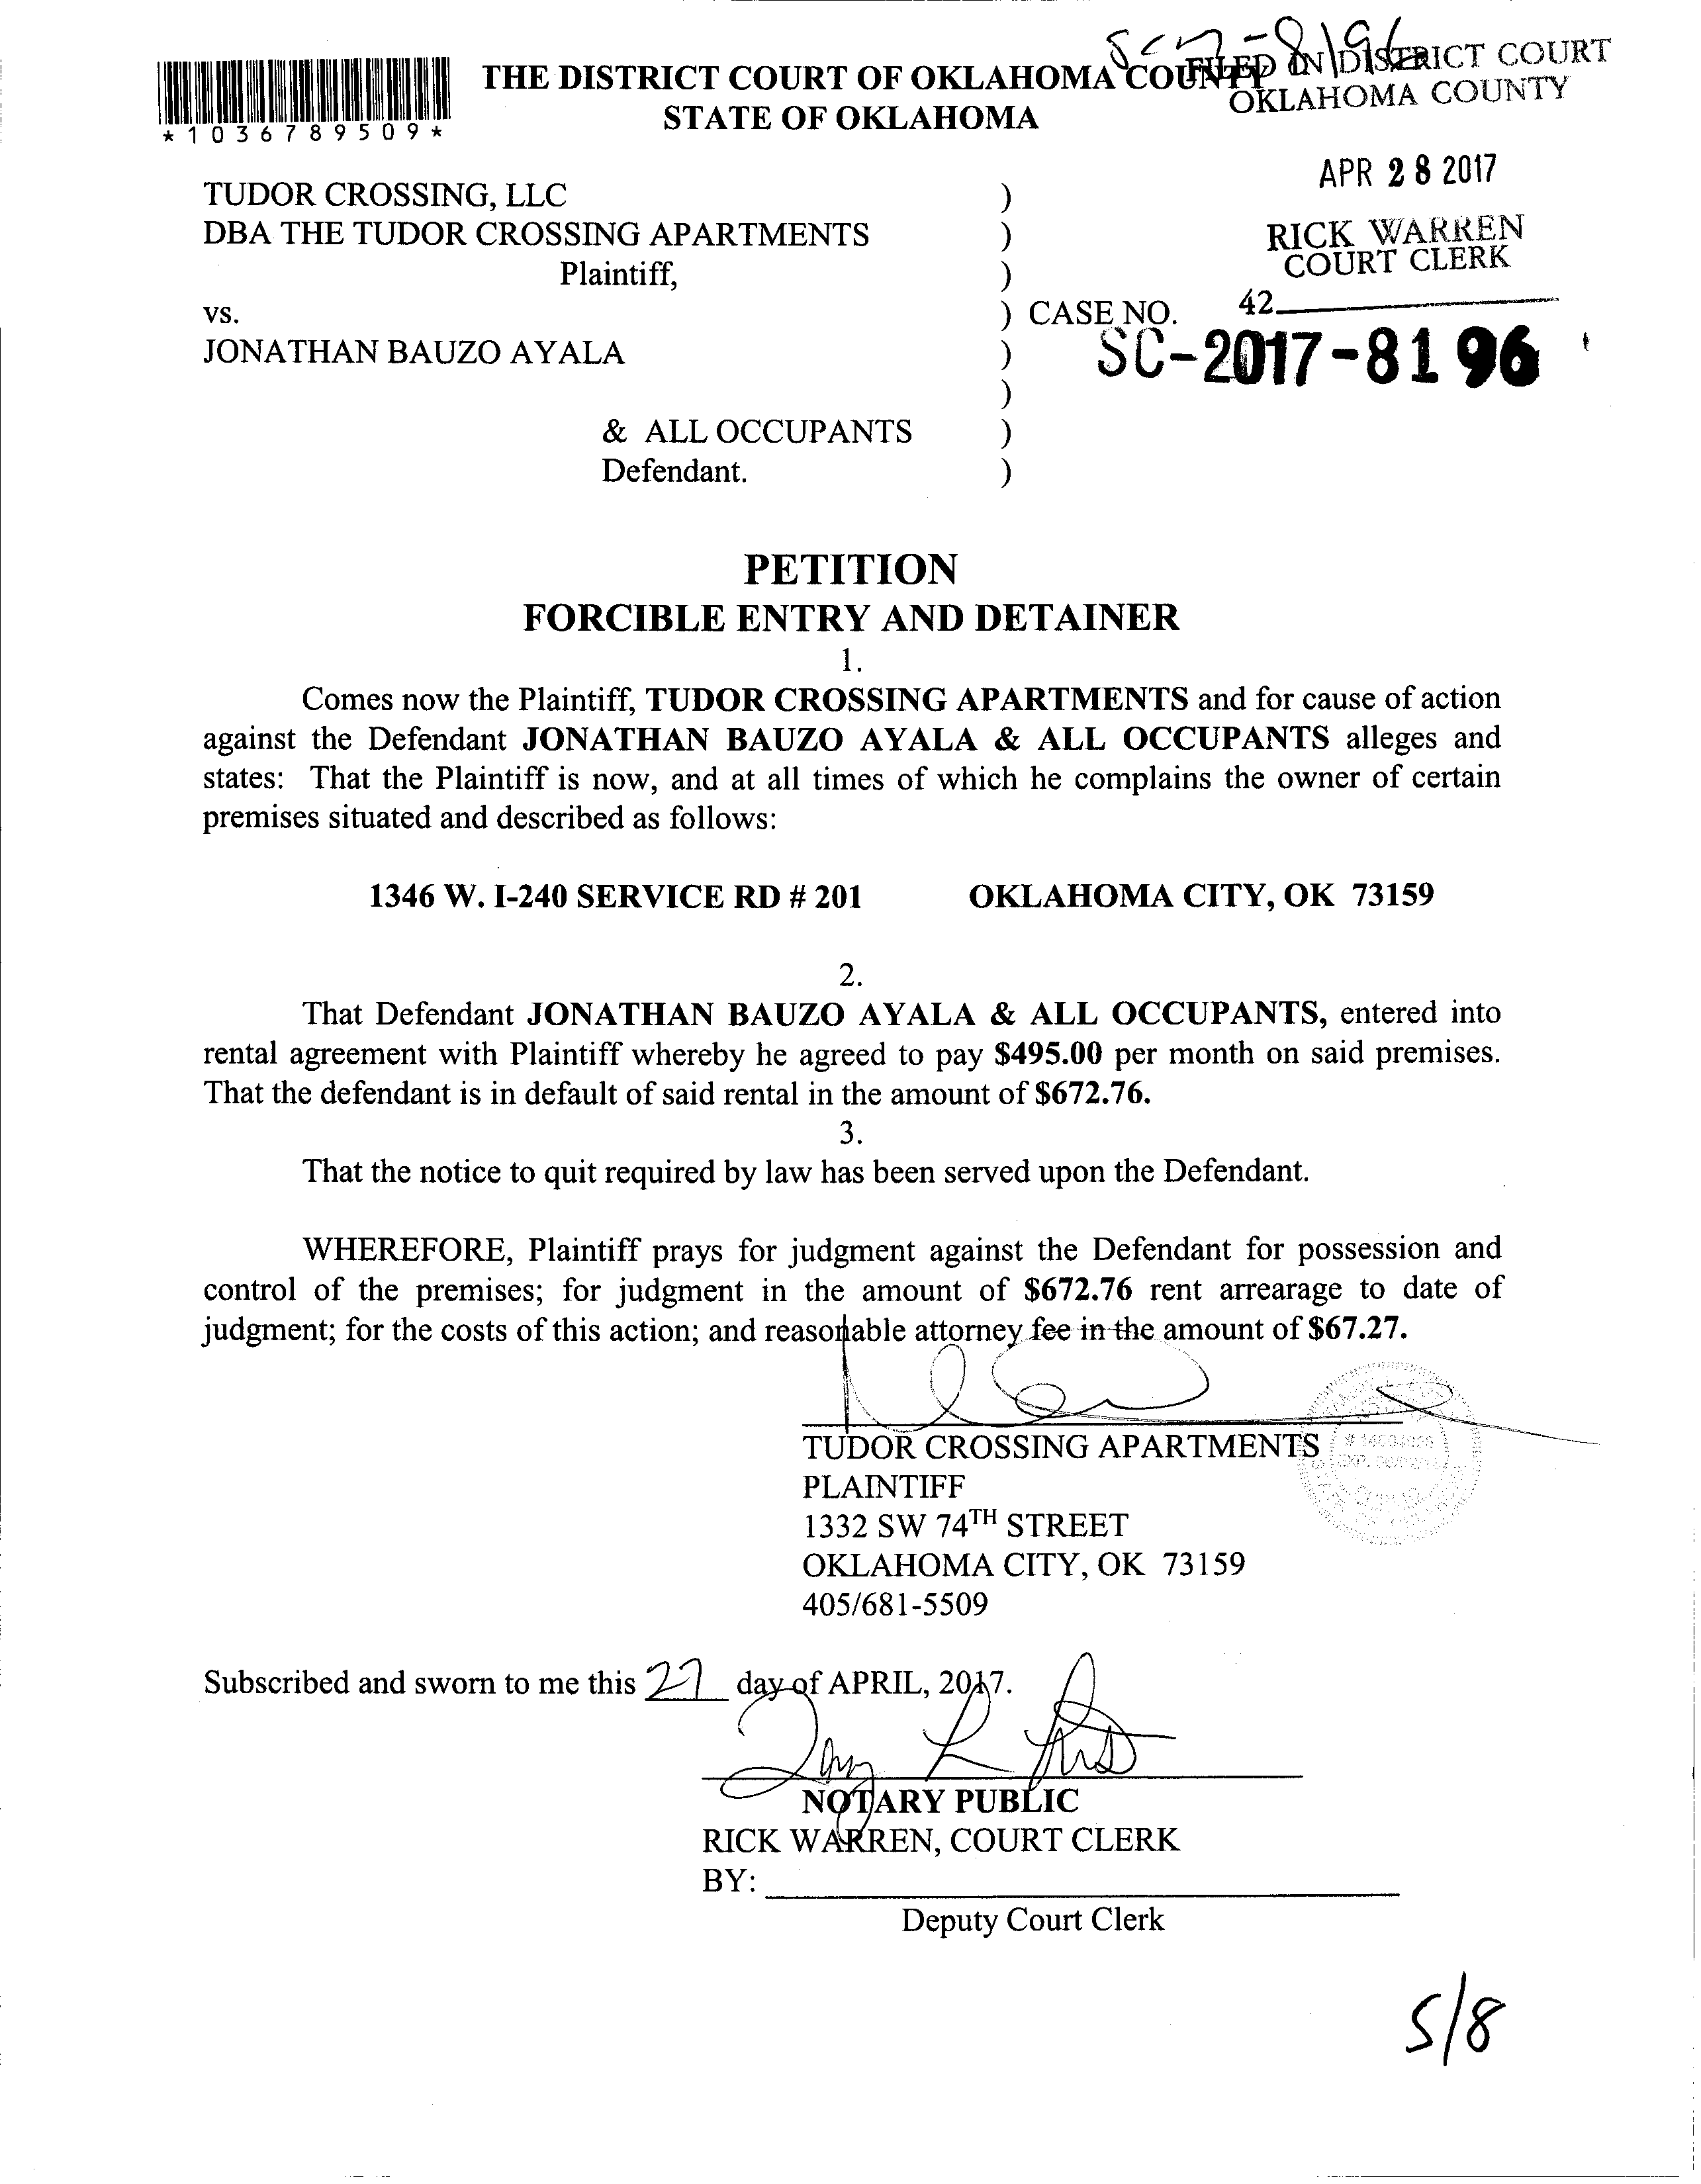 SC17-8196
THE DISTRICT COURT OF OKLAHOMA COUNTY
STATE OF OKLAHOMA
*1036789509*
FILED IN DISTRICT COURT
OKLAHOMA COUNTY
APR 28 2017
RICK WARREN
COURT CLERK
42
TUDOR CROSSING, LLC )
DBA THE TUDOR CROSSING APARTMENTS )
Plaintiff, )
vs. ) CASE NO.
SC-2017-8196
JONATHAN BAUZO AYALA )
)
& ALL OCCUPANTS )
Defendant. )
PETITION
FORCIBLE ENTRY AND DETAINER
1.
Comes now the Plaintiff, TUDOR CROSSING APARTMENTS and for cause of action
against the Defendant JONATHAN BAUZO AYALA & ALL OCCUPANTS alleges and
states: That the Plaintiff is now, and at all times of which he complains the owner of certain
premises situated and described as follows:
1346 W. I-240 SERVICE RD # 201 OKLAHOMA CITY, OK 73159
2.
That Defendant JONATHAN BAUZO AYALA & ALL OCCUPANTS, entered into
rental agreement with Plaintiff whereby he agreed to pay $495.00 per month on said premises.
That the defendant is in default of said rental in the amount of $672.76.
3.
That the notice to quit required by law has been served upon the Defendant.
WHEREFORE, Plaintiff prays for judgment against the Defendant for possession and
control of the premises; for judgment in the amount of $672.76 rent arrearage to date of
judgment; for the costs of this action; and reasonable attorney fee in the amount of $67.27.
TUDOR CROSSING APARTMENTS
PLAINTIFF
1332 SW 74TH STREET
OKLAHOMA CITY, OK 73159
405/681-5509
Subscribed and sworn to me this 27 day of APRIL, 2017.
NOTARY PUBLIC
RICK WARREN, COURT CLERK
BY:
Deputy Court Clerk
5/8